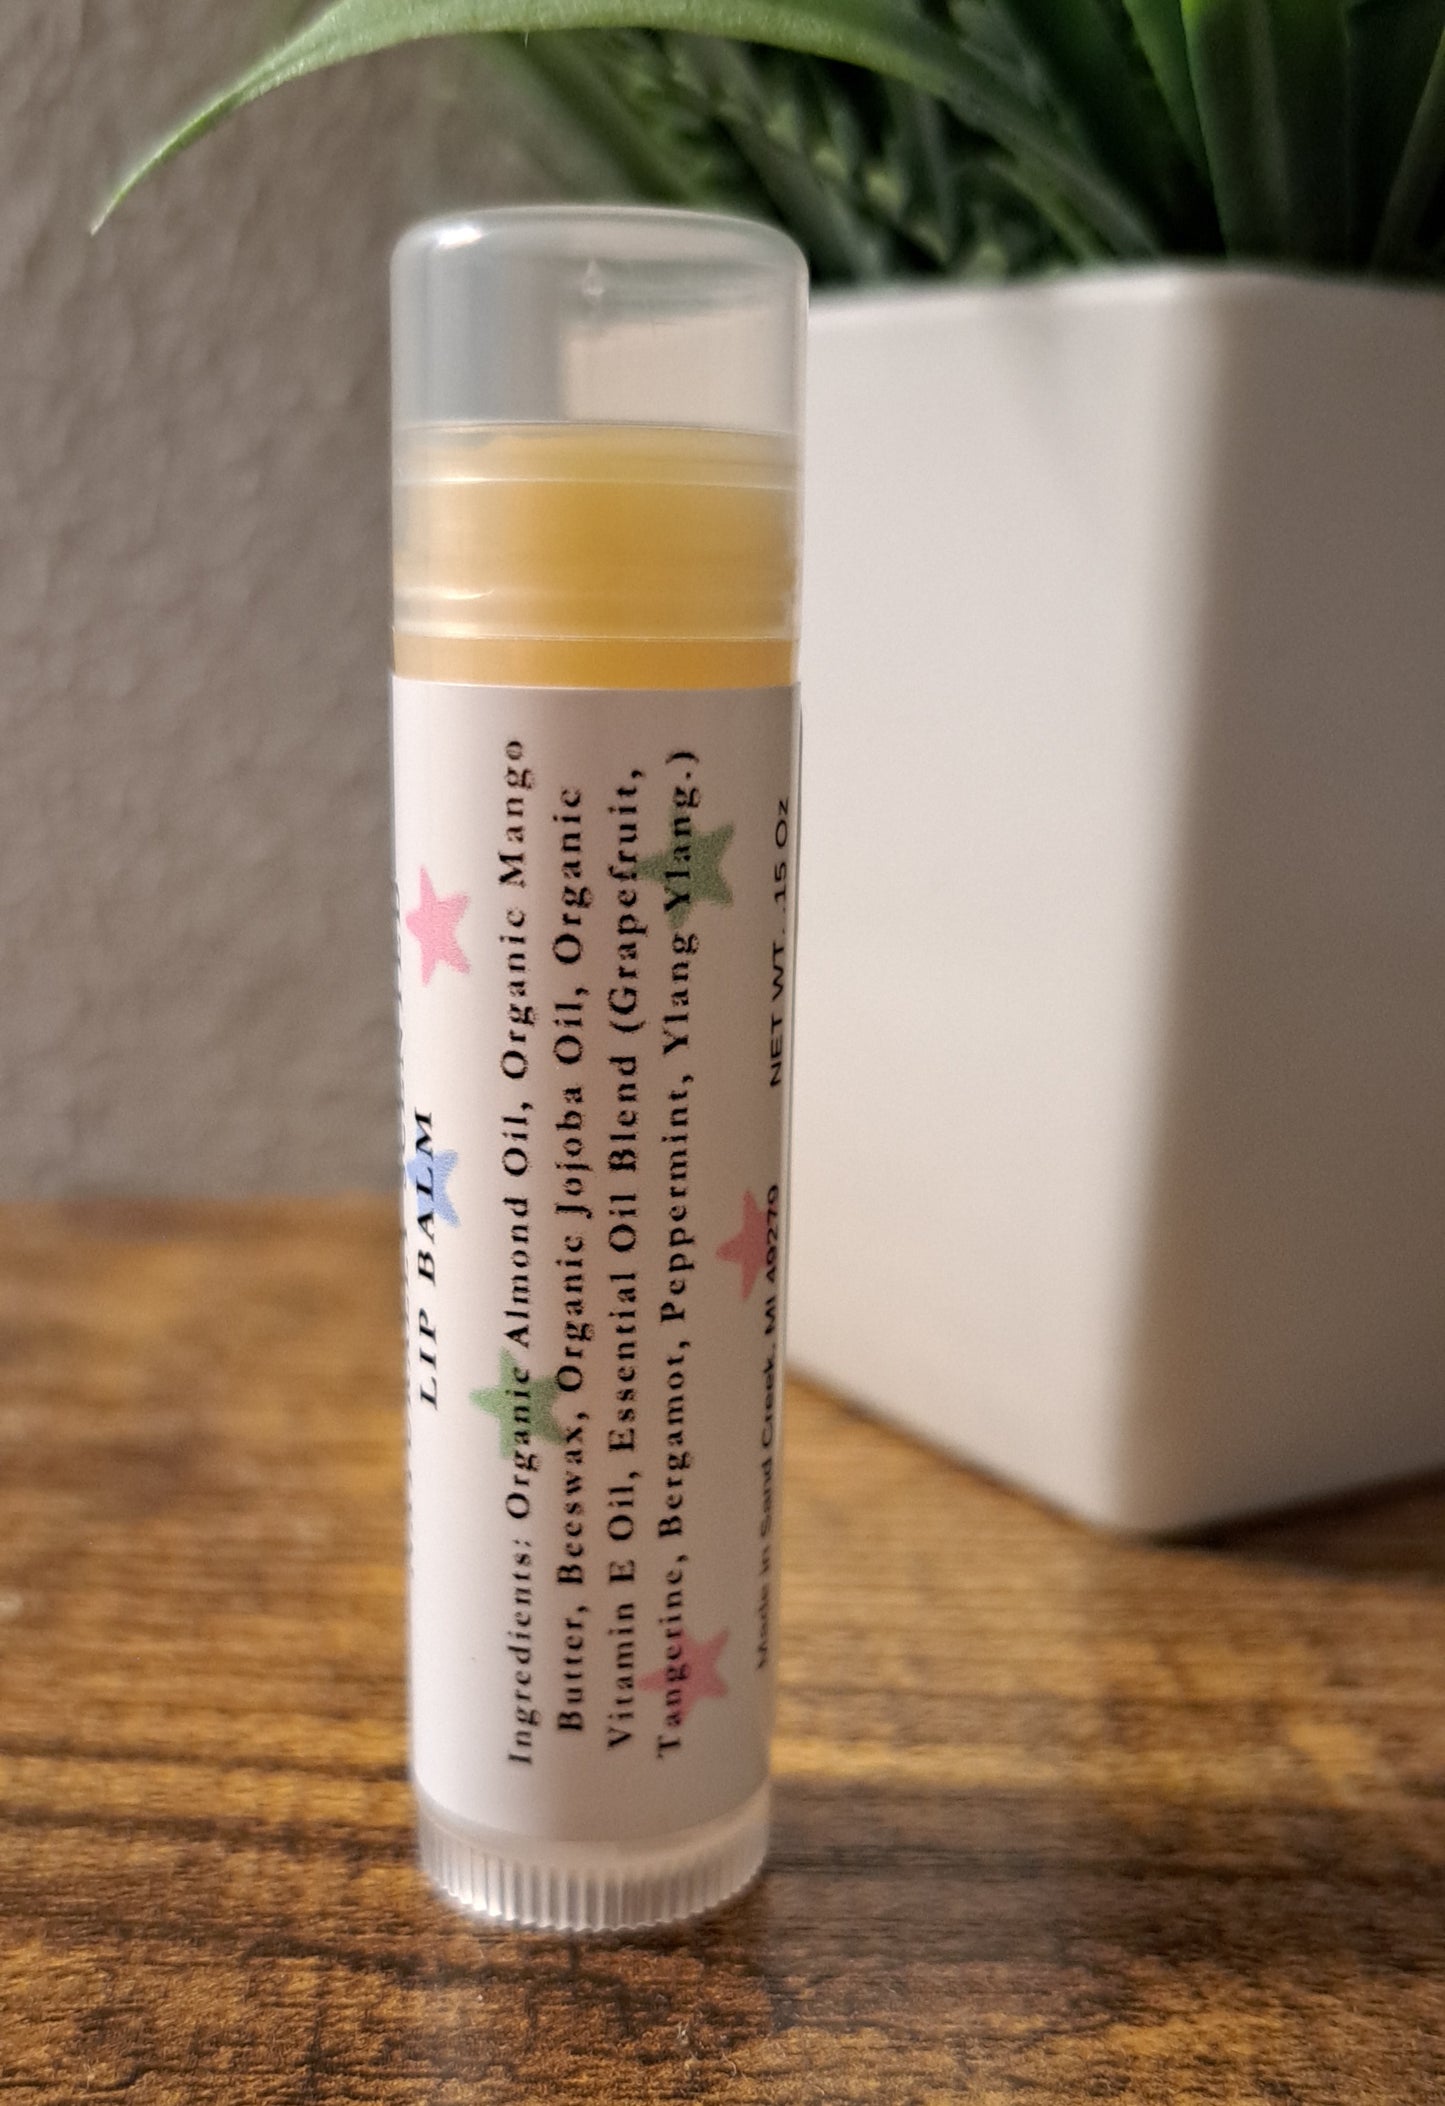 LIP BALM
Ingredients: Organic Almond Oil, Organic Mango
Butter, Beeswax, Organic Jojoba Oil, Organic
Vitamin E Oil, Essential Oil Blend (Grapefruit,
Tangerine, Bergamot, Peppermint, Ylang Ylang.)
Made in Sand Creek, MI 49279 NET WT. .15 Oz